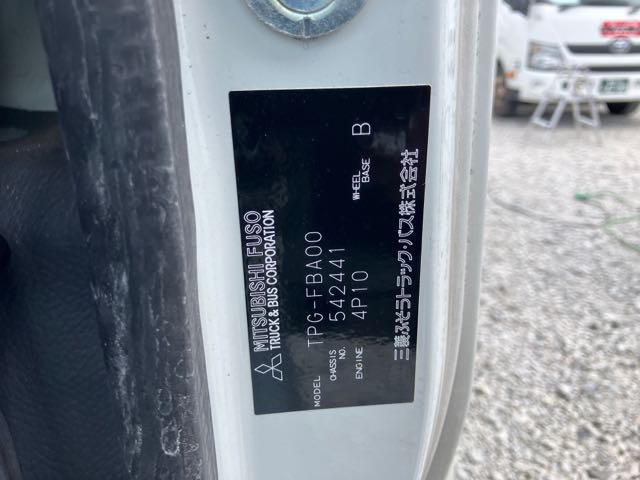 MITSUBISHI FUSO
TRUCK & BUS CORPORATION
MODEL TPG-FBA00
CHASSIS NO. 542441
ENGINE 4P10 WHEEL BASE B
三菱ふそうトラック・バス株式会社